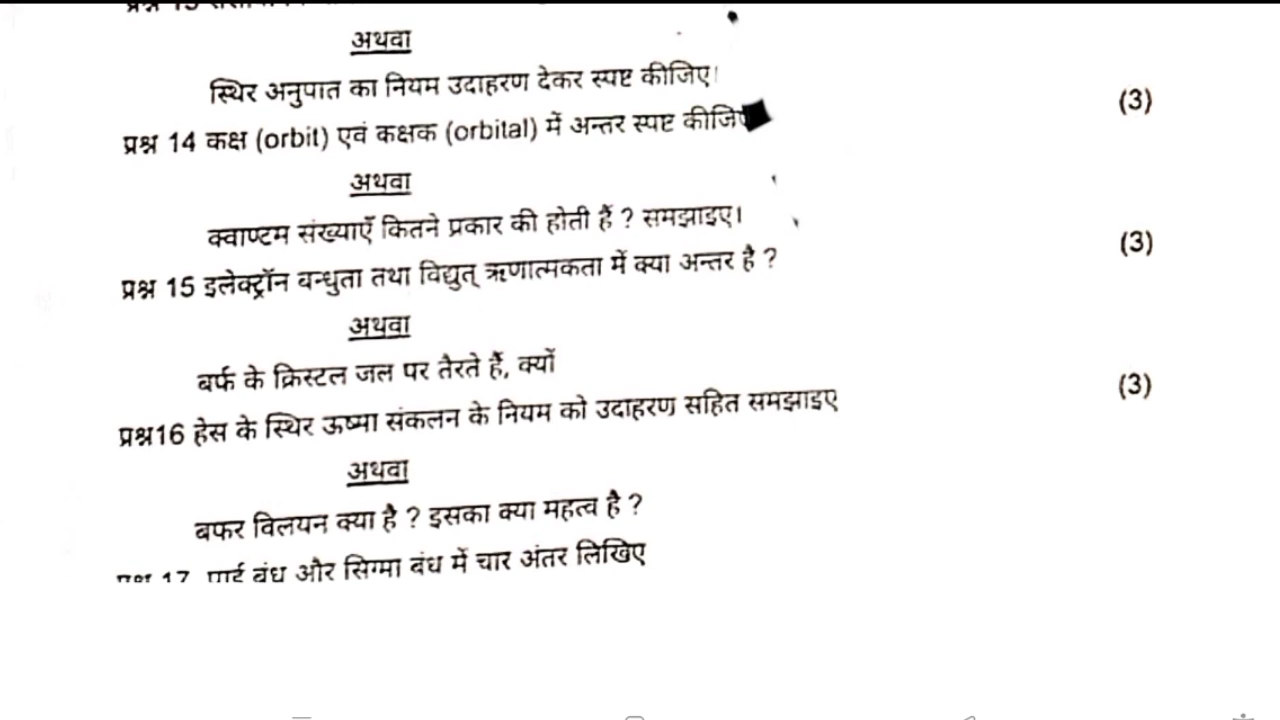 अथवा
स्थिर अनुपात का नियम उदाहरण देकर स्पष्ट कीजिए।
(3)
प्रश्न 14 कक्ष (orbit) एवं कक्षक (orbital) में अन्तर स्पष्ट कीजिए
अथवा
क्वाण्टम संख्याएँ कितने प्रकार की होती हैं ? समझाइए।
(3)
प्रश्न 15 इलेक्ट्रॉन बन्धुता तथा विद्युत् ऋणात्मकता में क्या अन्तर है ?
अथवा
बर्फ के क्रिस्टल जल पर तैरते हैं, क्यों
(3)
प्रश्न16 हेस के स्थिर ऊष्मा संकलन के नियम को उदाहरण सहित समझाइए
अथवा
बफर विलयन क्या है ? इसका क्या महत्व है ?
प्रश्न 17 पाई बंध और सिग्मा बंध में चार अंतर लिखिए